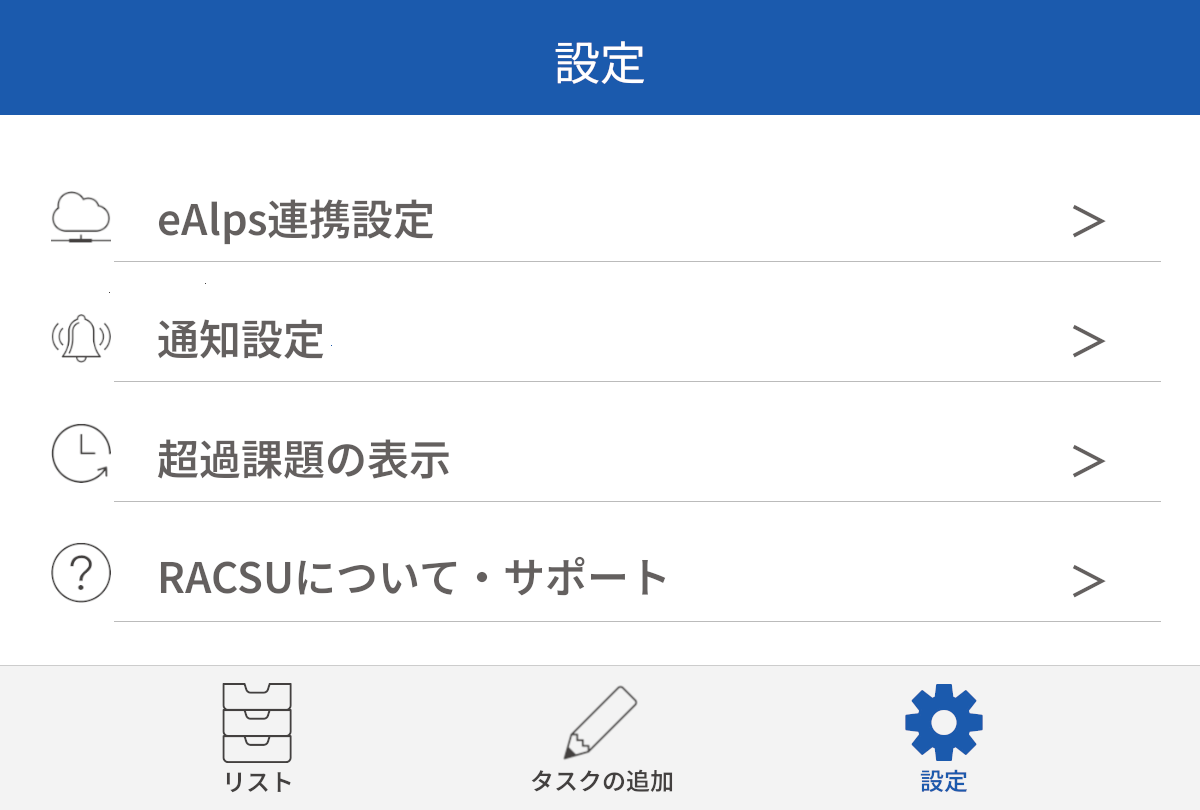 設定
eAlps連携設定 >
通知設定 >
超過課題の表示 >
RACSUについて・サポート >
リスト タスクの追加 設定